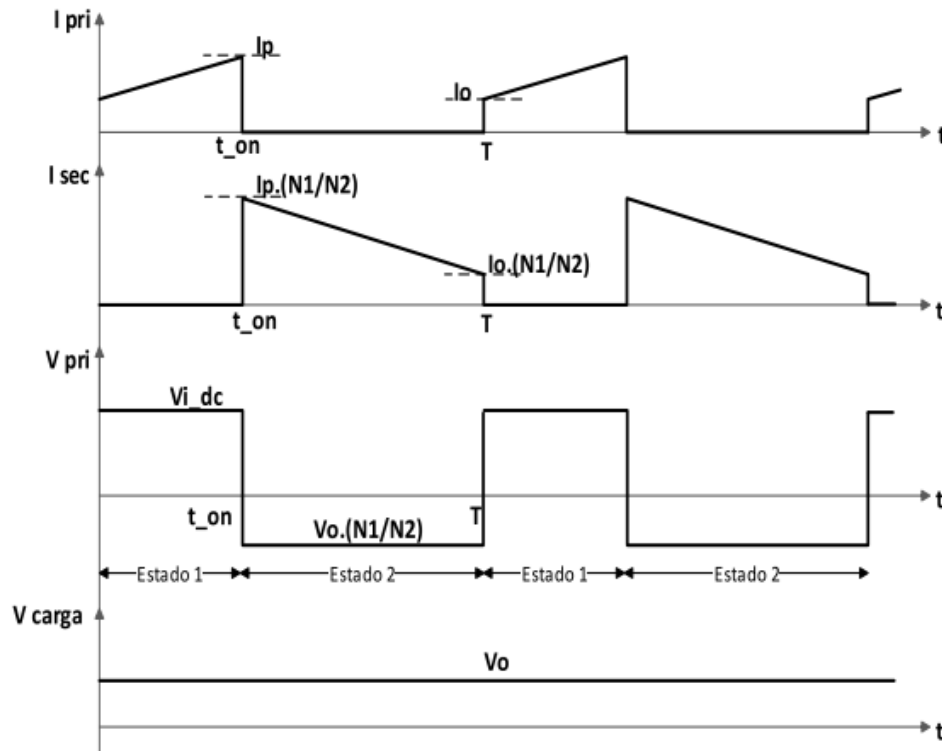 I pri
Ip
Io
t_on
T
t
I sec
Ip.(N1/N2)
Io.(N1/N2)
t_on
T
t
V pri
Vi_dc
t_on
Vo.(N1/N2)
T
t
Estado 1
Estado 2
Estado 1
Estado 2
V carga
Vo
t